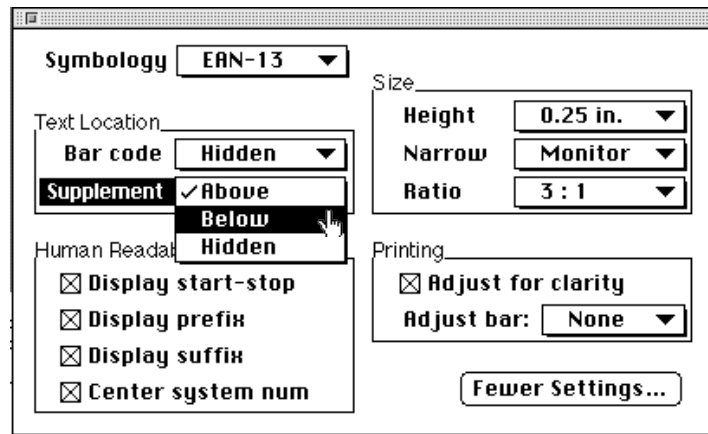 Symbology EAN-13
Text Location
Bar code Hidden
Supplement ✓Above
Below
Hidden
Human
Display start-stop
Display prefix
Display suffix
Center system num
Size
Height 0.25 in.
Narrow Monitor
Ratio 3 : 1
Printing
Adjust for clarity
Adjust bar: None
Fewer Settings...